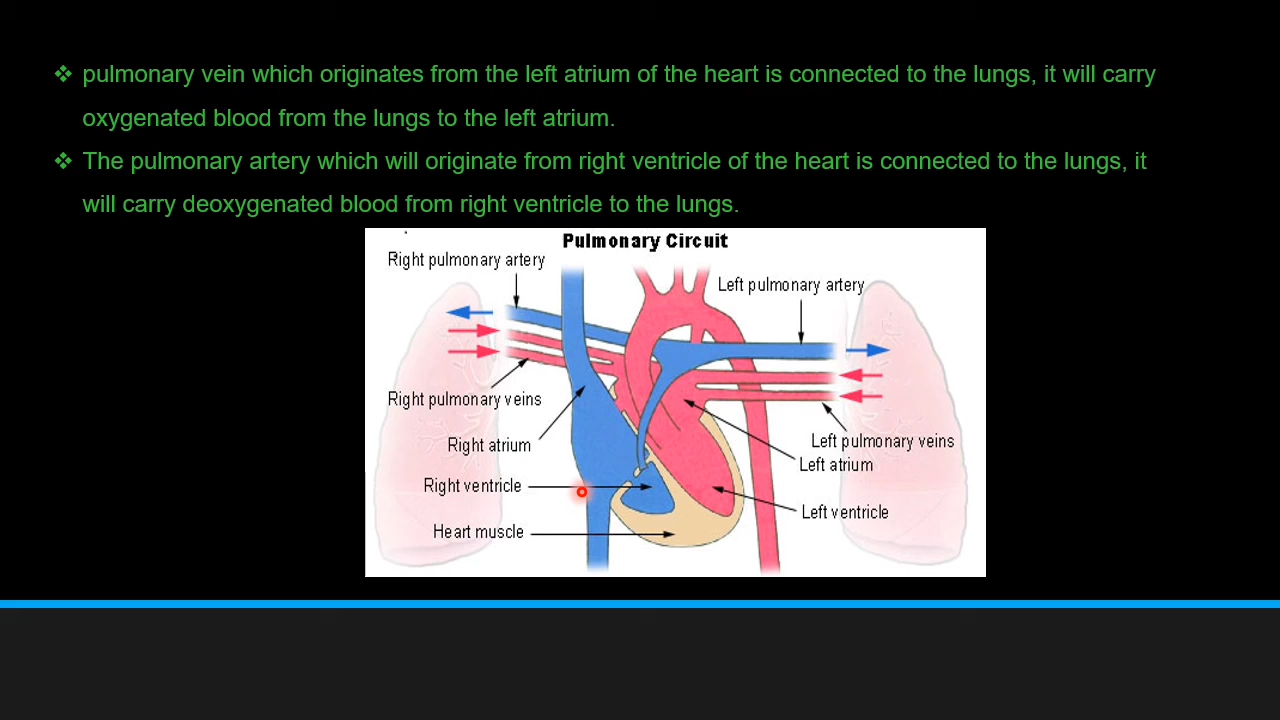 ❖ pulmonary vein which originates from the left atrium of the heart is connected to the lungs, it will carry
oxygenated blood from the lungs to the left atrium.
❖ The pulmonary artery which will originate from right ventricle of the heart is connected to the lungs, it
will carry deoxygenated blood from right ventricle to the lungs.
Pulmonary Circuit
Right pulmonary artery
Left pulmonary artery
Right pulmonary veins
Right atrium
Left pulmonary veins
Left atrium
Right ventricle
Left ventricle
Heart muscle